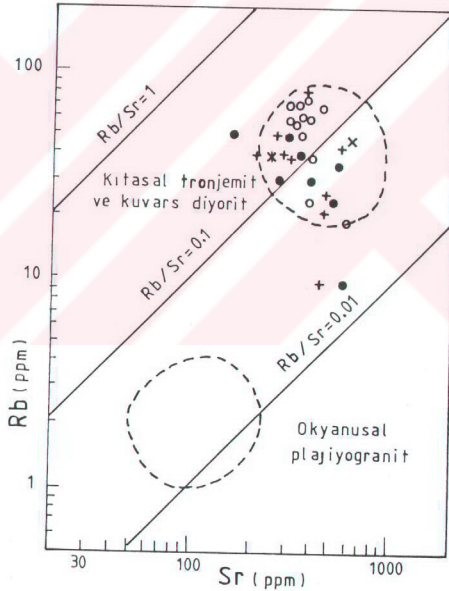 100
Rb/Sr=1
Kıtasal tronjemit
ve kuvars diyorit
Rb/Sr=0.1
10
Rb/Sr=0.01
Rb (ppm)
Okyanusal
plajiyogranit
1
30
100
1000
Sr (ppm)